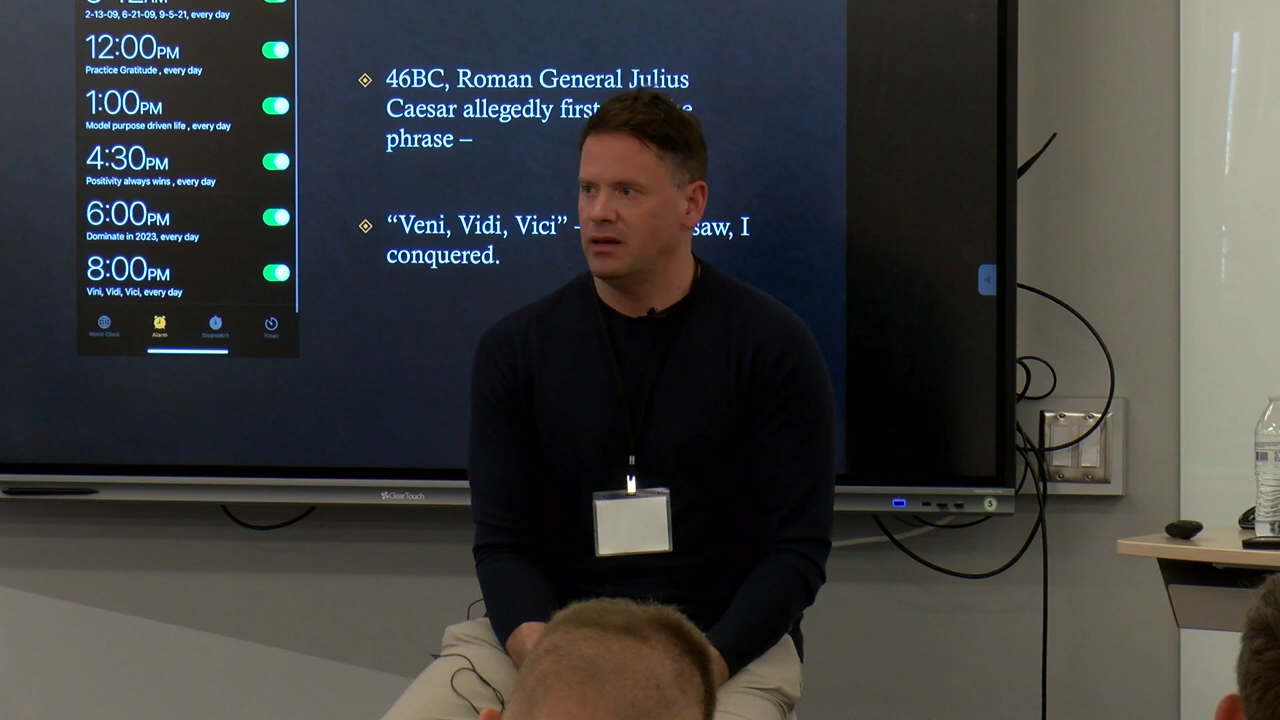 2-13-09, 6-21-09, 9-5-21, every day
12:00PM
Practice Gratitude , every day
1:00PM
Model purpose driven life , every day
4:30PM
Positivity always wins , every day
6:00PM
Dominate in 2023, every day
8:00PM
Vini, Vidi, Vici, every day
World Clock
Alarm
Stopwatch
Timer
46BC, Roman General Julius
Caesar allegedly first
phrase –
“Veni, Vidi, Vici” - saw, I
conquered.
ClearTouch